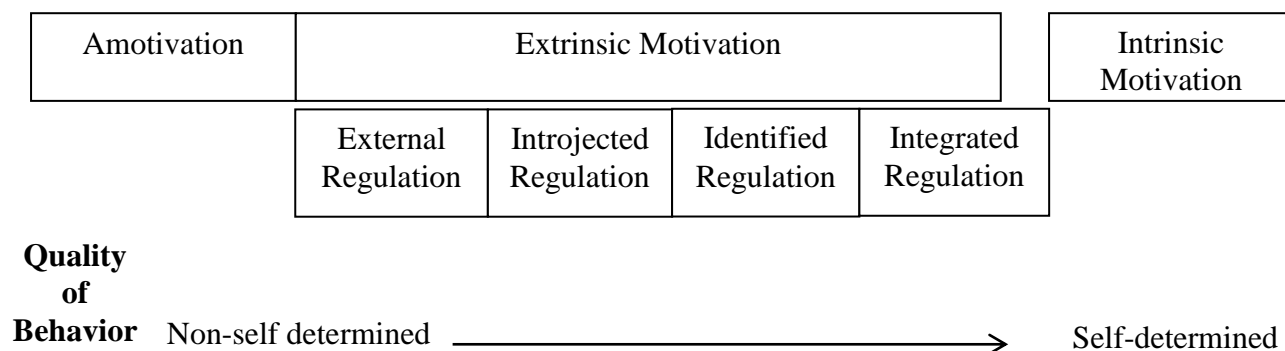 Amotivation
Extrinsic Motivation
Intrinsic
Motivation
External
Regulation
Introjected
Regulation
Identified
Regulation
Integrated
Regulation
Quality
of
Behavior
Non-self determined
Self-determined